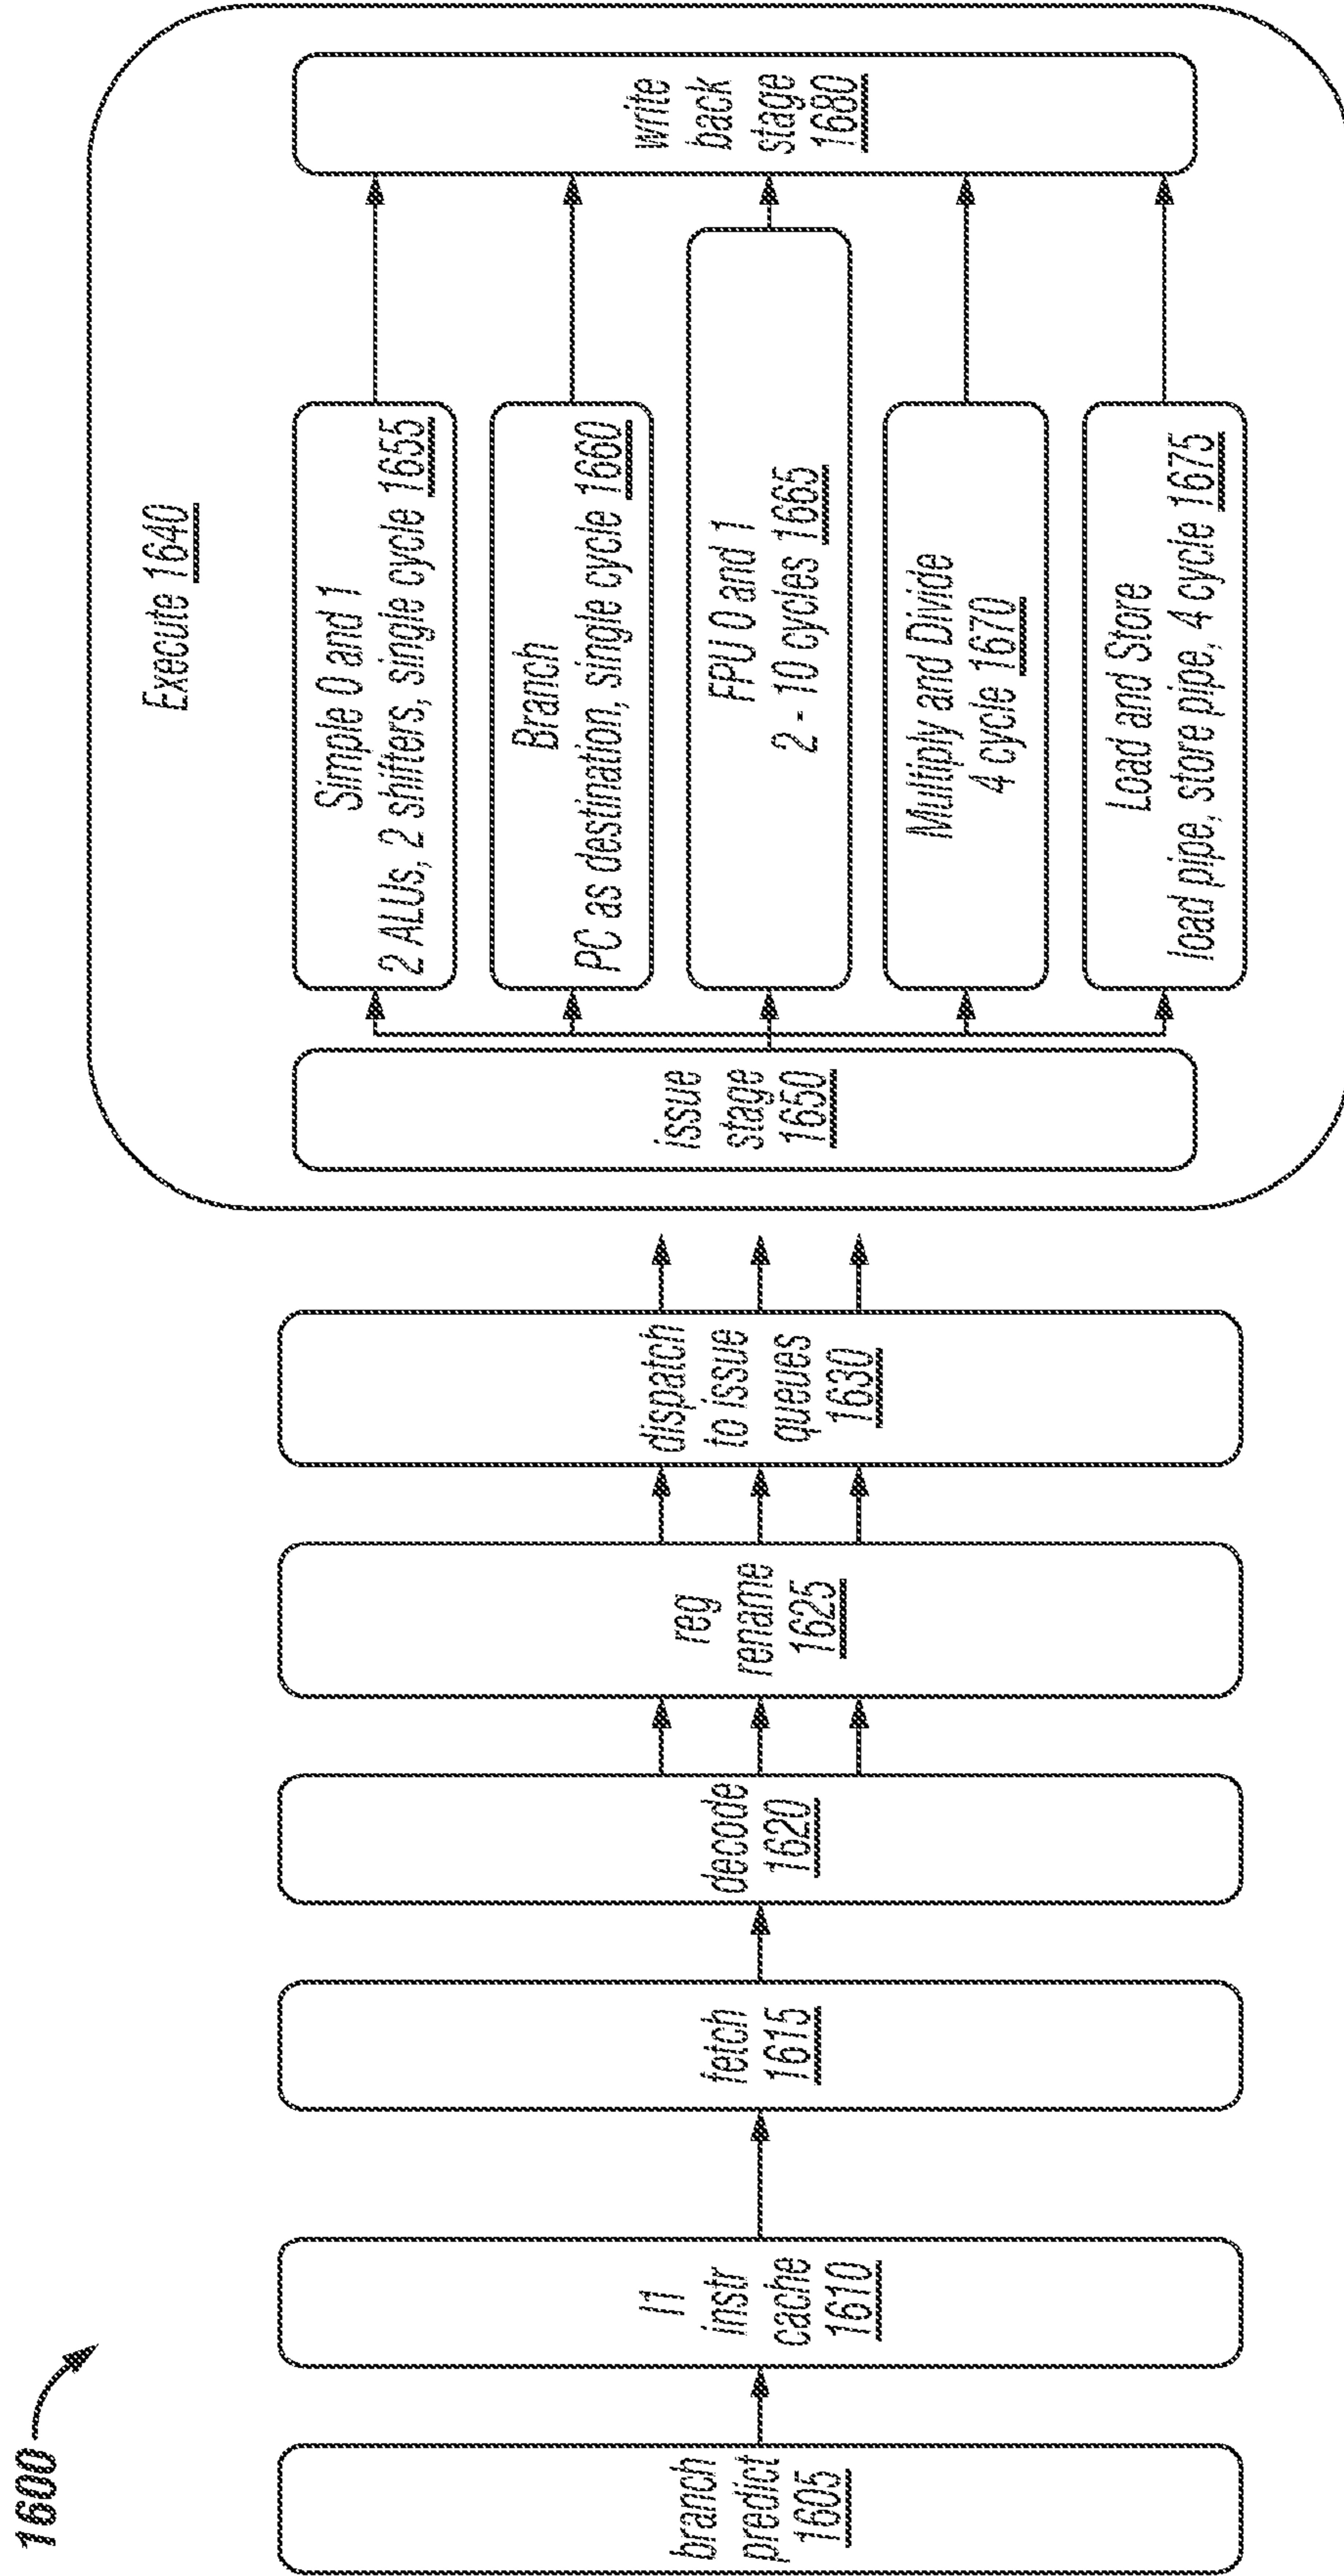 1600
branch
predict
1605
I1
instr
cache
1610
fetch
1615
decode
1620
reg
rename
1625
dispatch
to issue
queues
1630
Execute 1640
issue
stage
1650
Simple 0 and 1
2 ALUs, 2 shifters, single cycle 1655
Branch
PC as destination, single cycle 1660
FPU 0 and 1
2 - 10 cycles 1665
Multiply and Divide
4 cycle 1670
Load and Store
load pipe, store pipe, 4 cycle 1675
write
back
stage
1680